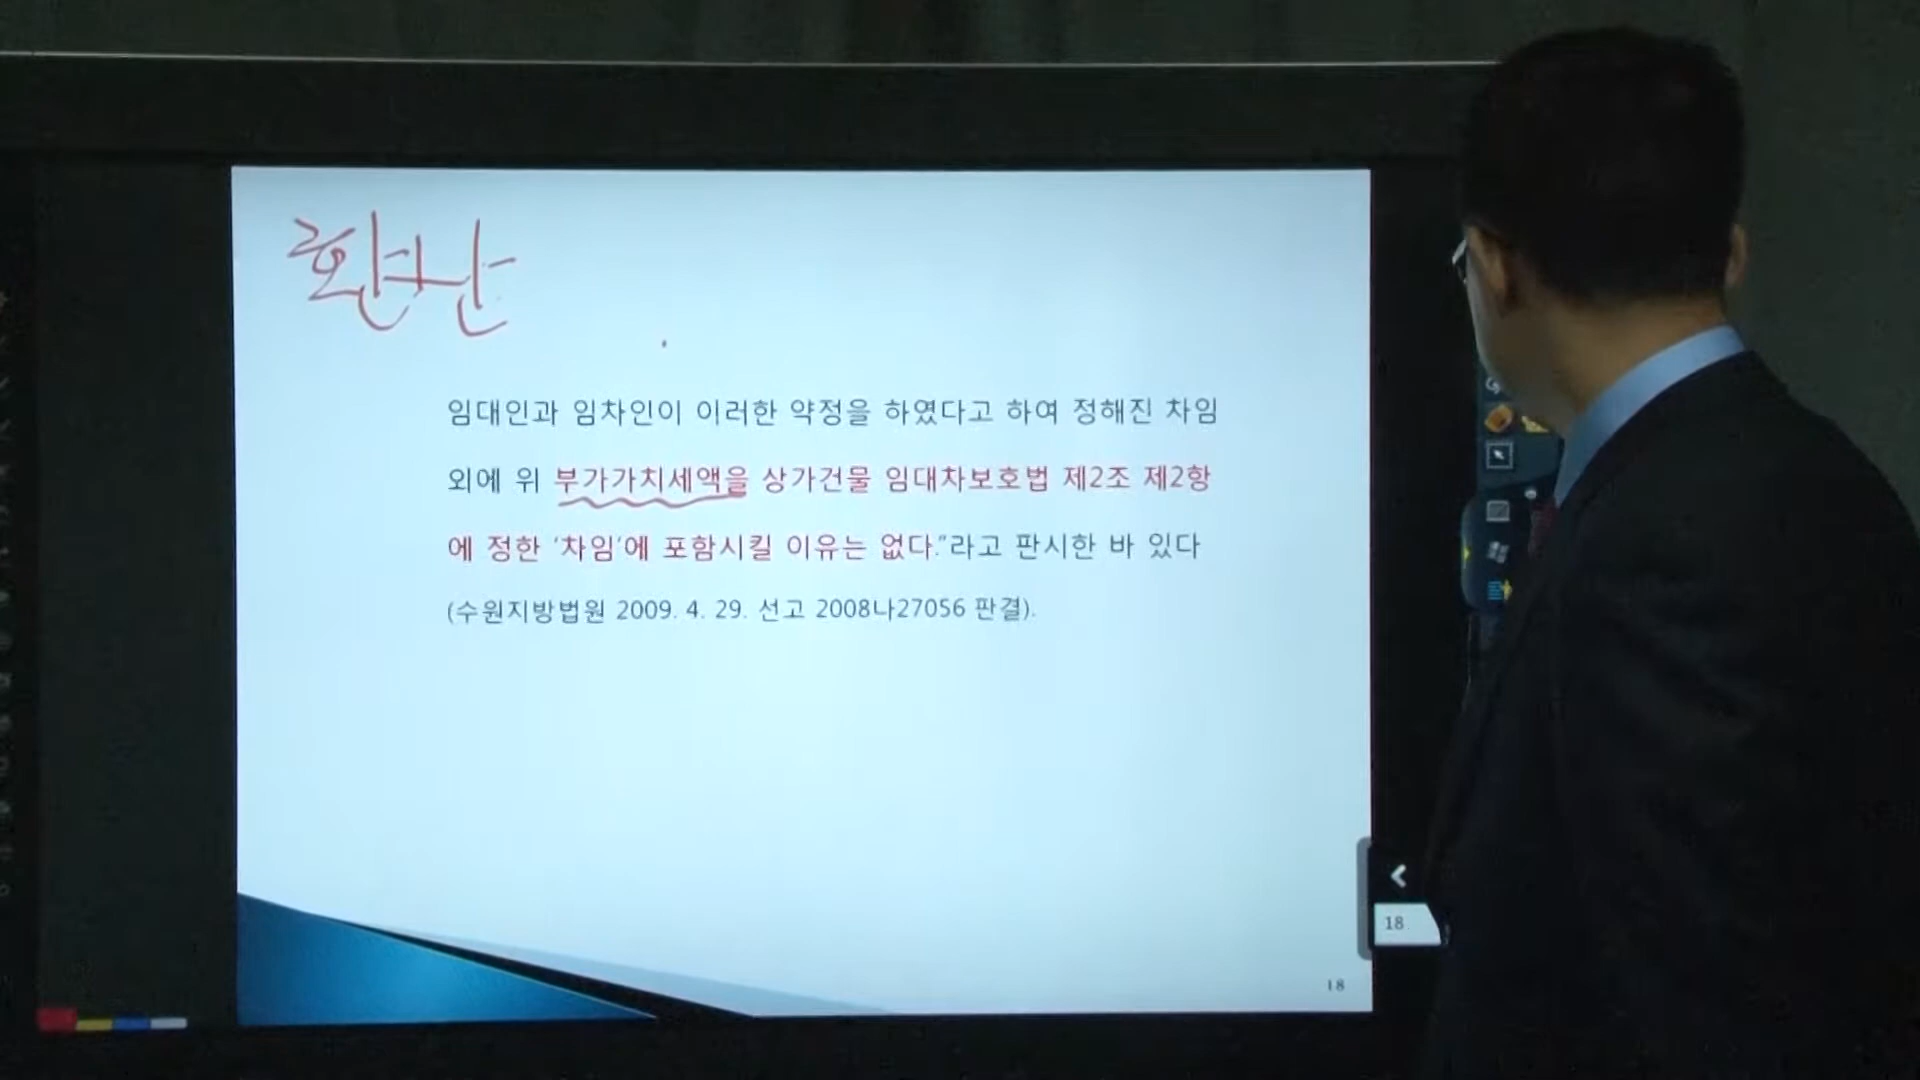 환산
임대인과 임차인이 이러한 약정을 하였다고 하여 정해진 차임
외에 위 부가가치세액을 상가건물 임대차보호법 제2조 제2항
에 정한 '차임'에 포함시킬 이유는 없다."라고 판시한 바 있다
(수원지방법원 2009. 4. 29. 선고 2008나27056 판결).
18
18